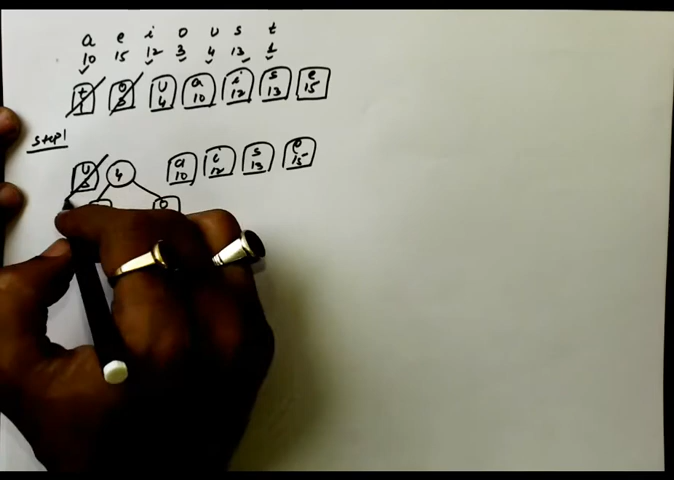 a e i o u s t
10 15 12 3 4 13 1
t o u a i s e
1 3 4 10 12 13 15
step1
u 4 a i s e
10 12 13 15
o